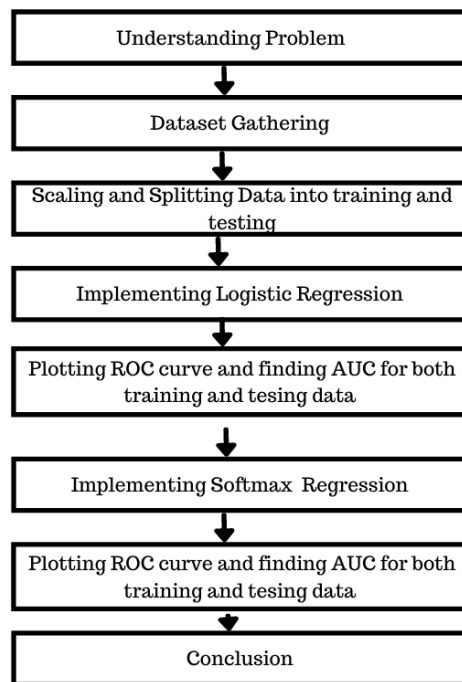 Understanding Problem
Dataset Gathering
Scaling and Splitting Data into training and
testing
Implementing Logistic Regression
Plotting ROC curve and finding AUC for both
training and tesing data
Implementing Softmax Regression
Plotting ROC curve and finding AUC for both
training and tesing data
Conclusion